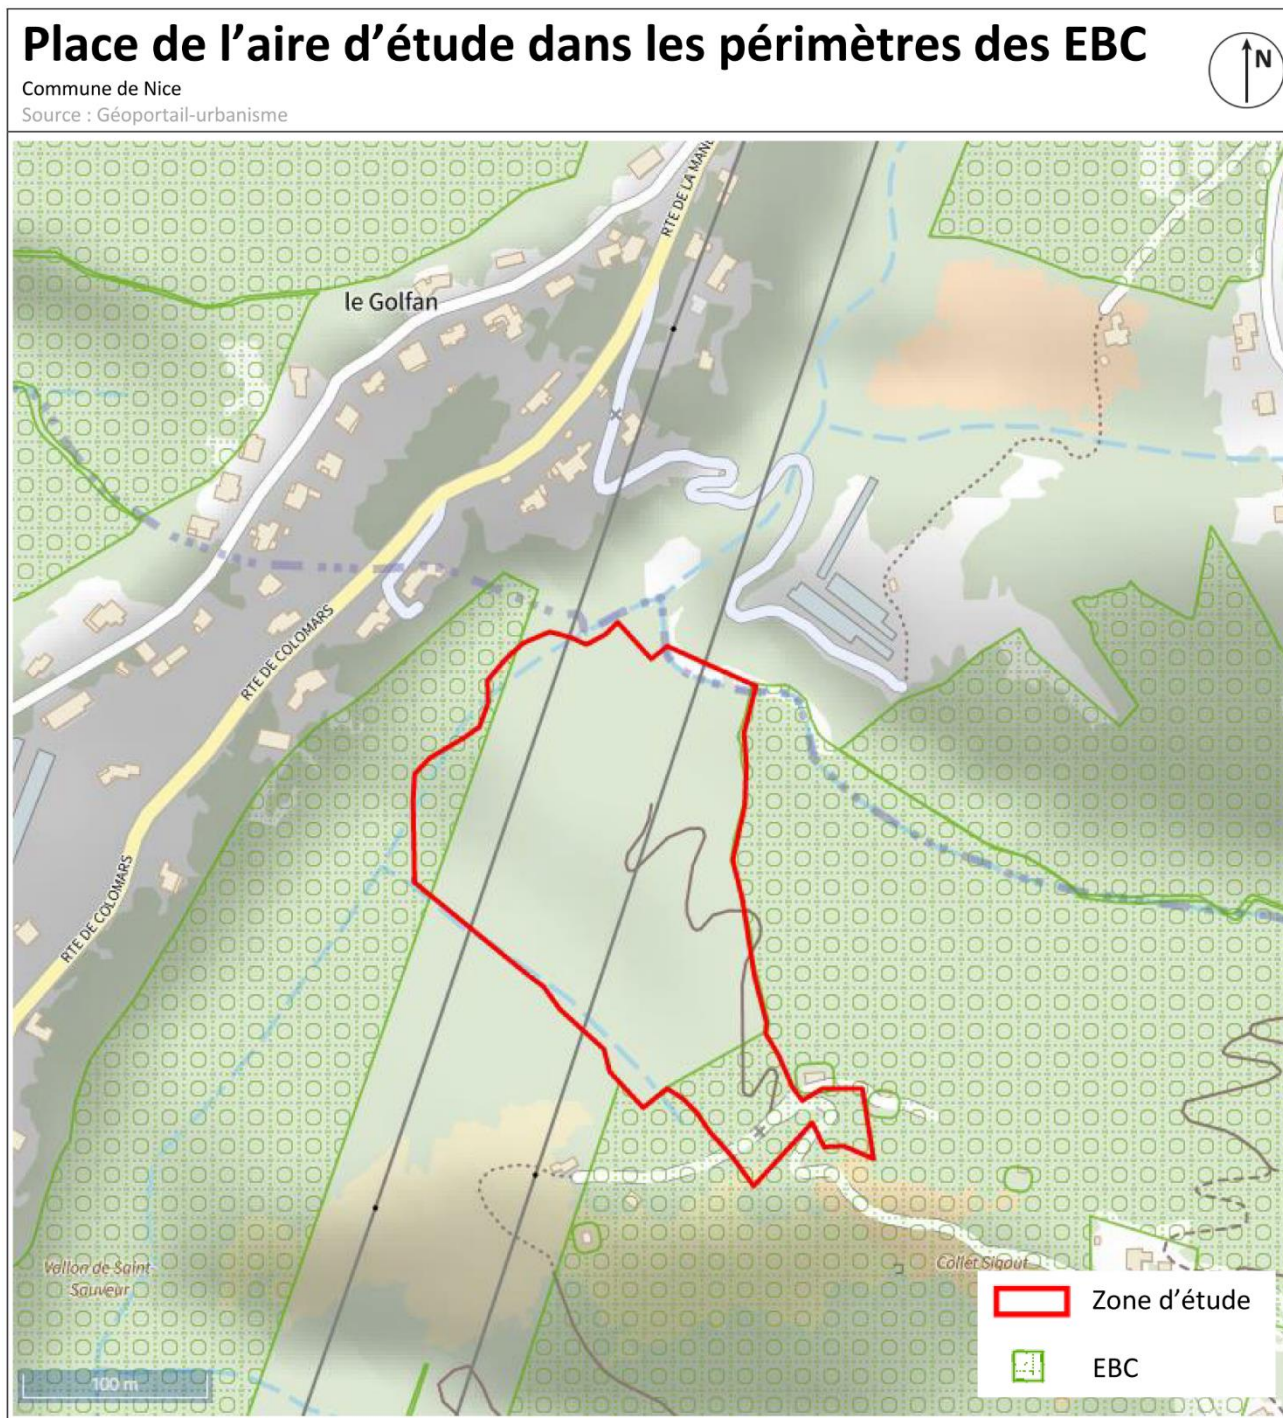 Place de l’aire d’étude dans les périmètres des EBC
N
Commune de Nice
Source : Géoportail-urbanisme
RTE DE LA MANE
le Golfan
RTE DE COLOMARS
RTE DE COLOMARS
Vallon de Saint
Sauveur
Collet Sigout
Zone d’étude
EBC
100 m